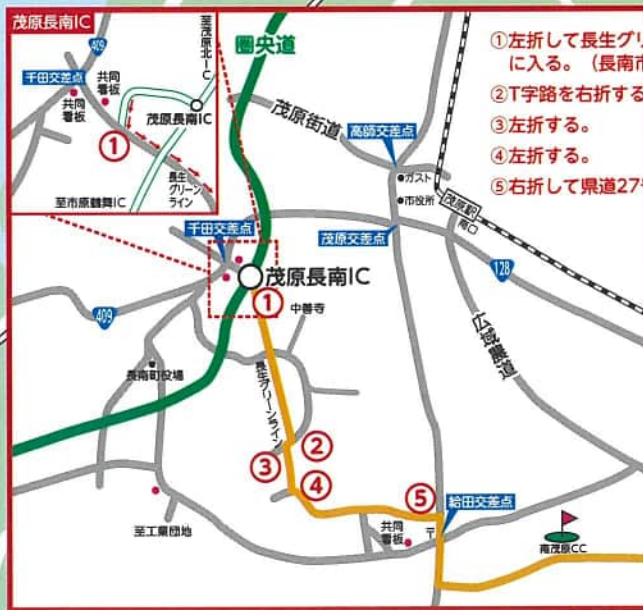 茂原長南IC
409
至茂原北IC
千田交差点
共同
看板
共同
看板
茂原長南IC
①
長生
グリーン
ライン
至市原鶴舞IC
圏央道
①左折して長生グリ
に入る。（長南市
②T字路を右折する
③左折する。
④左折する。
⑤右折して県道27号
茂原街道
高師交差点
ガスト
市役所
茂原駅
南口
千田交差点
茂原交差点
128
茂原長南IC
①
409
中善寺
広域農道
長南町役場
長生グリーンライン
②
③
④
⑤
給田交差点
共同
看板
〒
至工業団地
南茂原CC